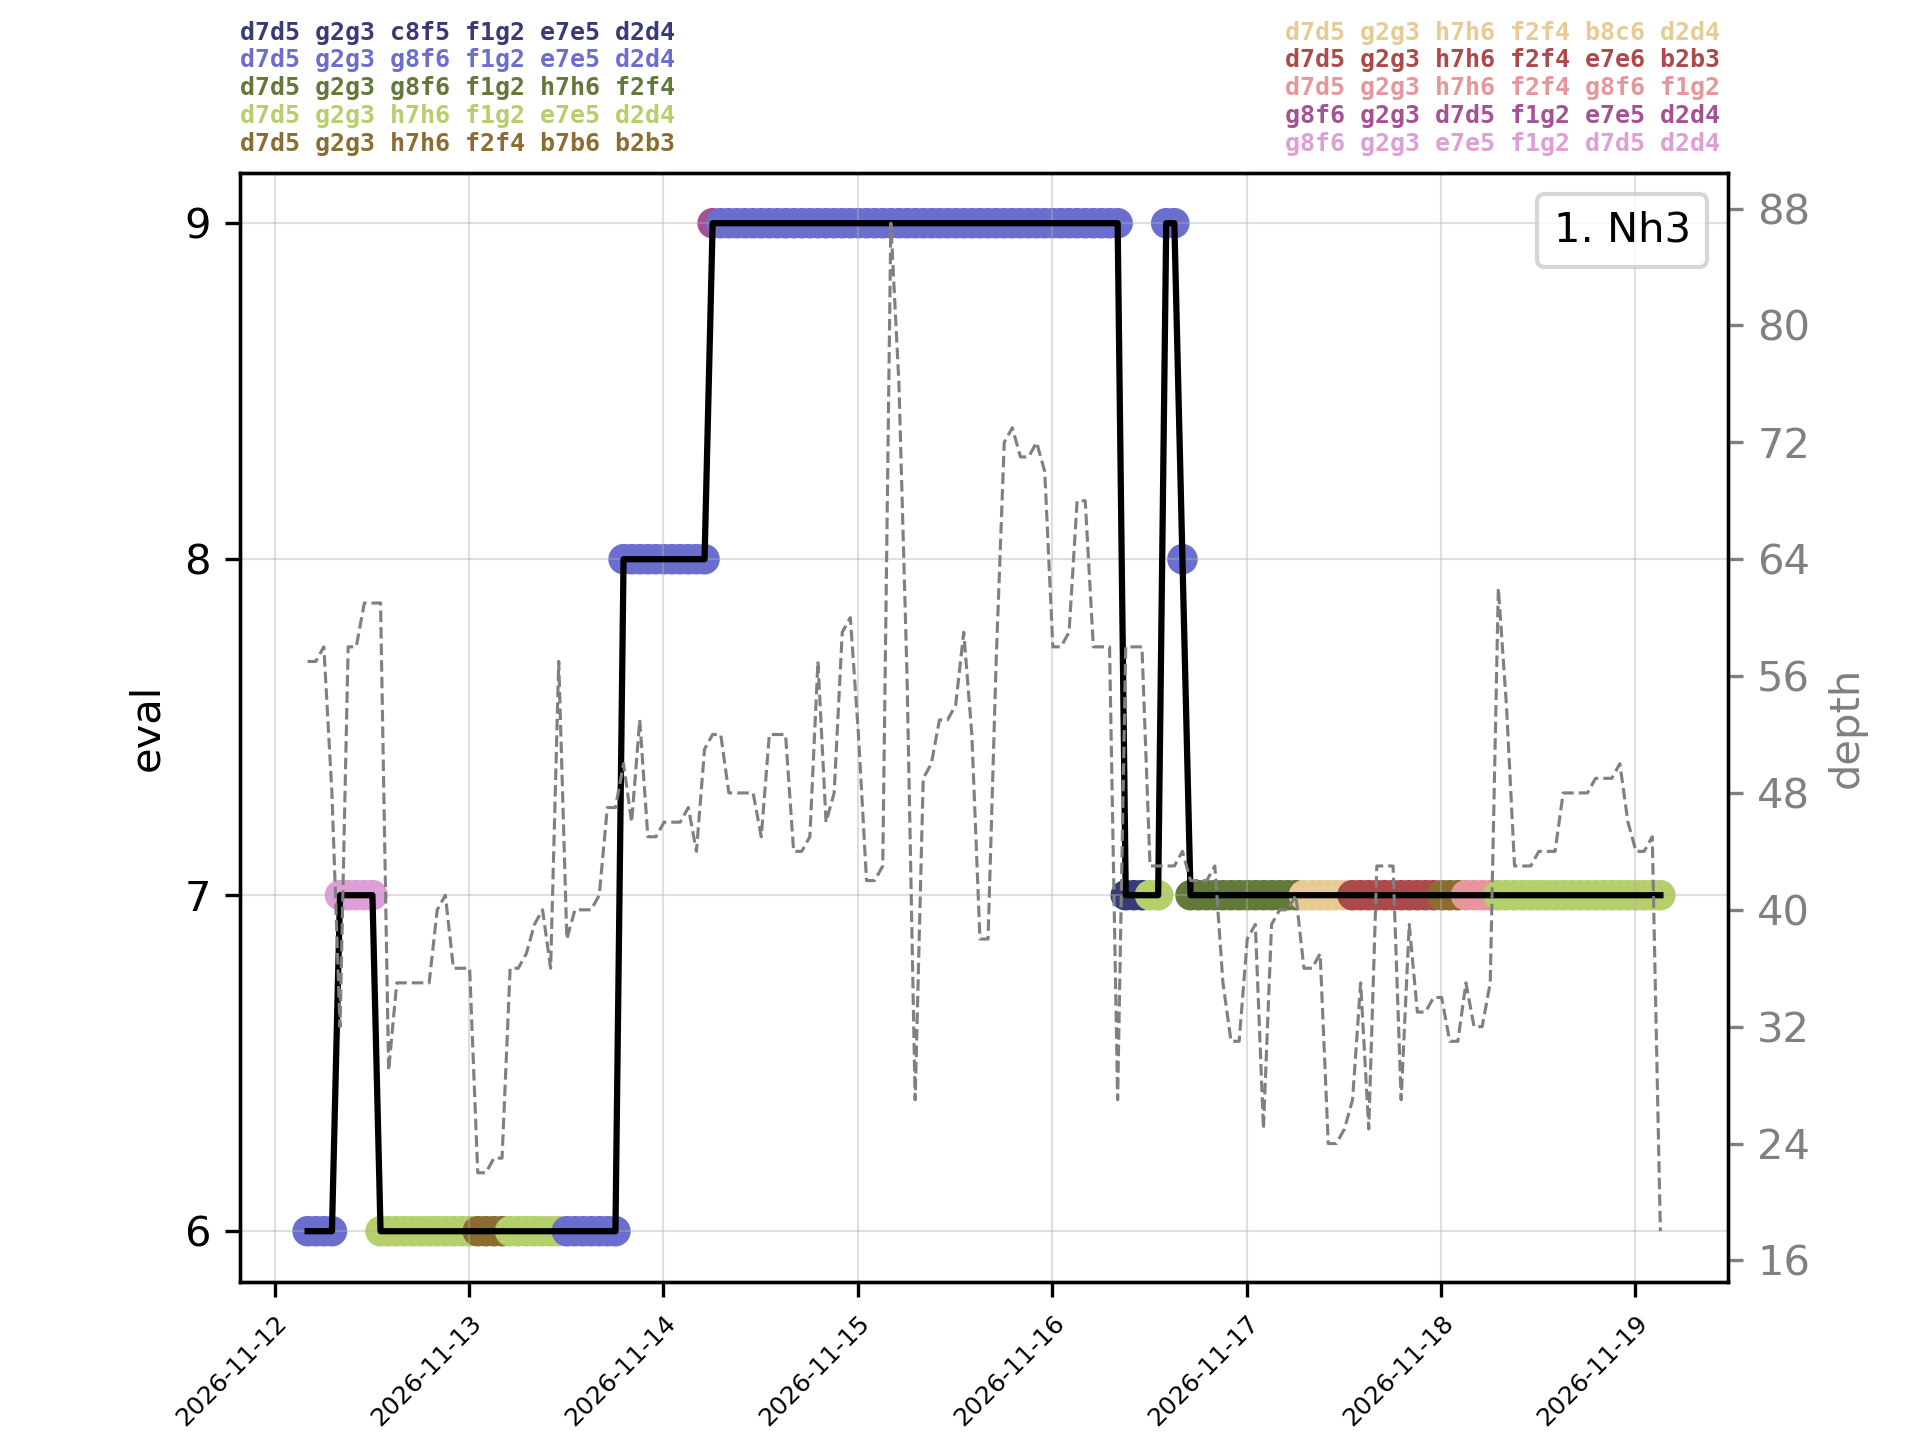 d7d5 g2g3 c8f5 f1g2 e7e5 d2d4
d7d5 g2g3 g8f6 f1g2 e7e5 d2d4
d7d5 g2g3 g8f6 f1g2 h7h6 f2f4
d7d5 g2g3 h7h6 f1g2 e7e5 d2d4
d7d5 g2g3 h7h6 f2f4 b7b6 b2b3
d7d5 g2g3 h7h6 f2f4 b8c6 d2d4
d7d5 g2g3 h7h6 f2f4 e7e6 b2b3
d7d5 g2g3 h7h6 f2f4 g8f6 f1g2
g8f6 g2g3 d7d5 f1g2 e7e5 d2d4
g8f6 g2g3 e7e5 f1g2 d7d5 d2d4
1. Nh3
eval
9
8
7
6
depth
88
80
72
64
56
48
40
32
24
16
2026-11-12
2026-11-13
2026-11-14
2026-11-15
2026-11-16
2026-11-17
2026-11-18
2026-11-19